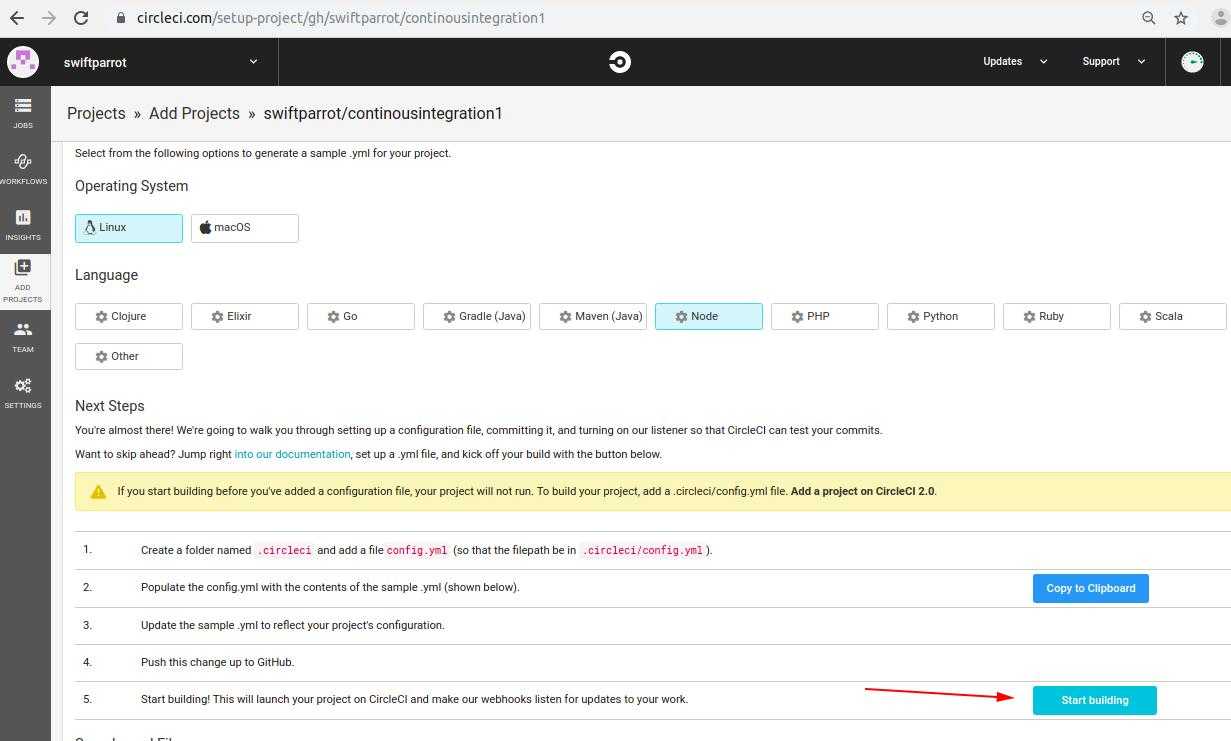 circleci.com/setup-project/gh/swiftparrot/continousintegration1
swiftparrot
Updates
Support
Projects » Add Projects » swiftparrot/continousintegration1
JOBS
WORKFLOWS
INSIGHTS
ADD
PROJECTS
TEAM
SETTINGS
Select from the following options to generate a sample .yml for your project.
Operating System
Linux
macOS
Language
Clojure
Elixir
Go
Gradle (Java)
Maven (Java)
Node
PHP
Python
Ruby
Scala
Other
Next Steps
You're almost there! We're going to walk you through setting up a configuration file, committing it, and turning on our listener so that CircleCI can test your commits.
Want to skip ahead? Jump right into our documentation, set up a .yml file, and kick off your build with the button below.
If you start building before you've added a configuration file, your project will not run. To build your project, add a .circleci/config.yml file. Add a project on CircleCI 2.0.
1. Create a folder named .circleci and add a file config.yml (so that the filepath be in .circleci/config.yml ).
2. Populate the config.yml with the contents of the sample .yml (shown below). Copy to Clipboard
3. Update the sample .yml to reflect your project's configuration.
4. Push this change up to GitHub.
5. Start building! This will launch your project on CircleCI and make our webhooks listen for updates to your work. Start building